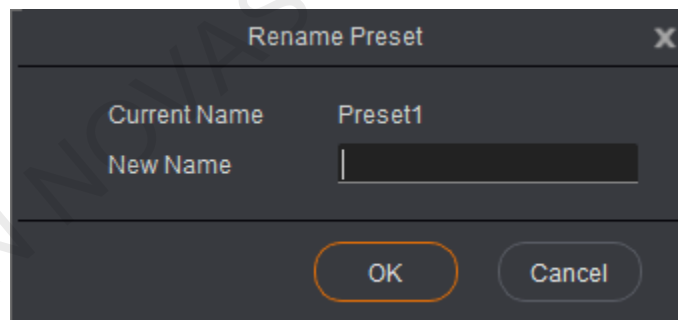 Rename Preset
X
Current Name Preset1
New Name
OK Cancel